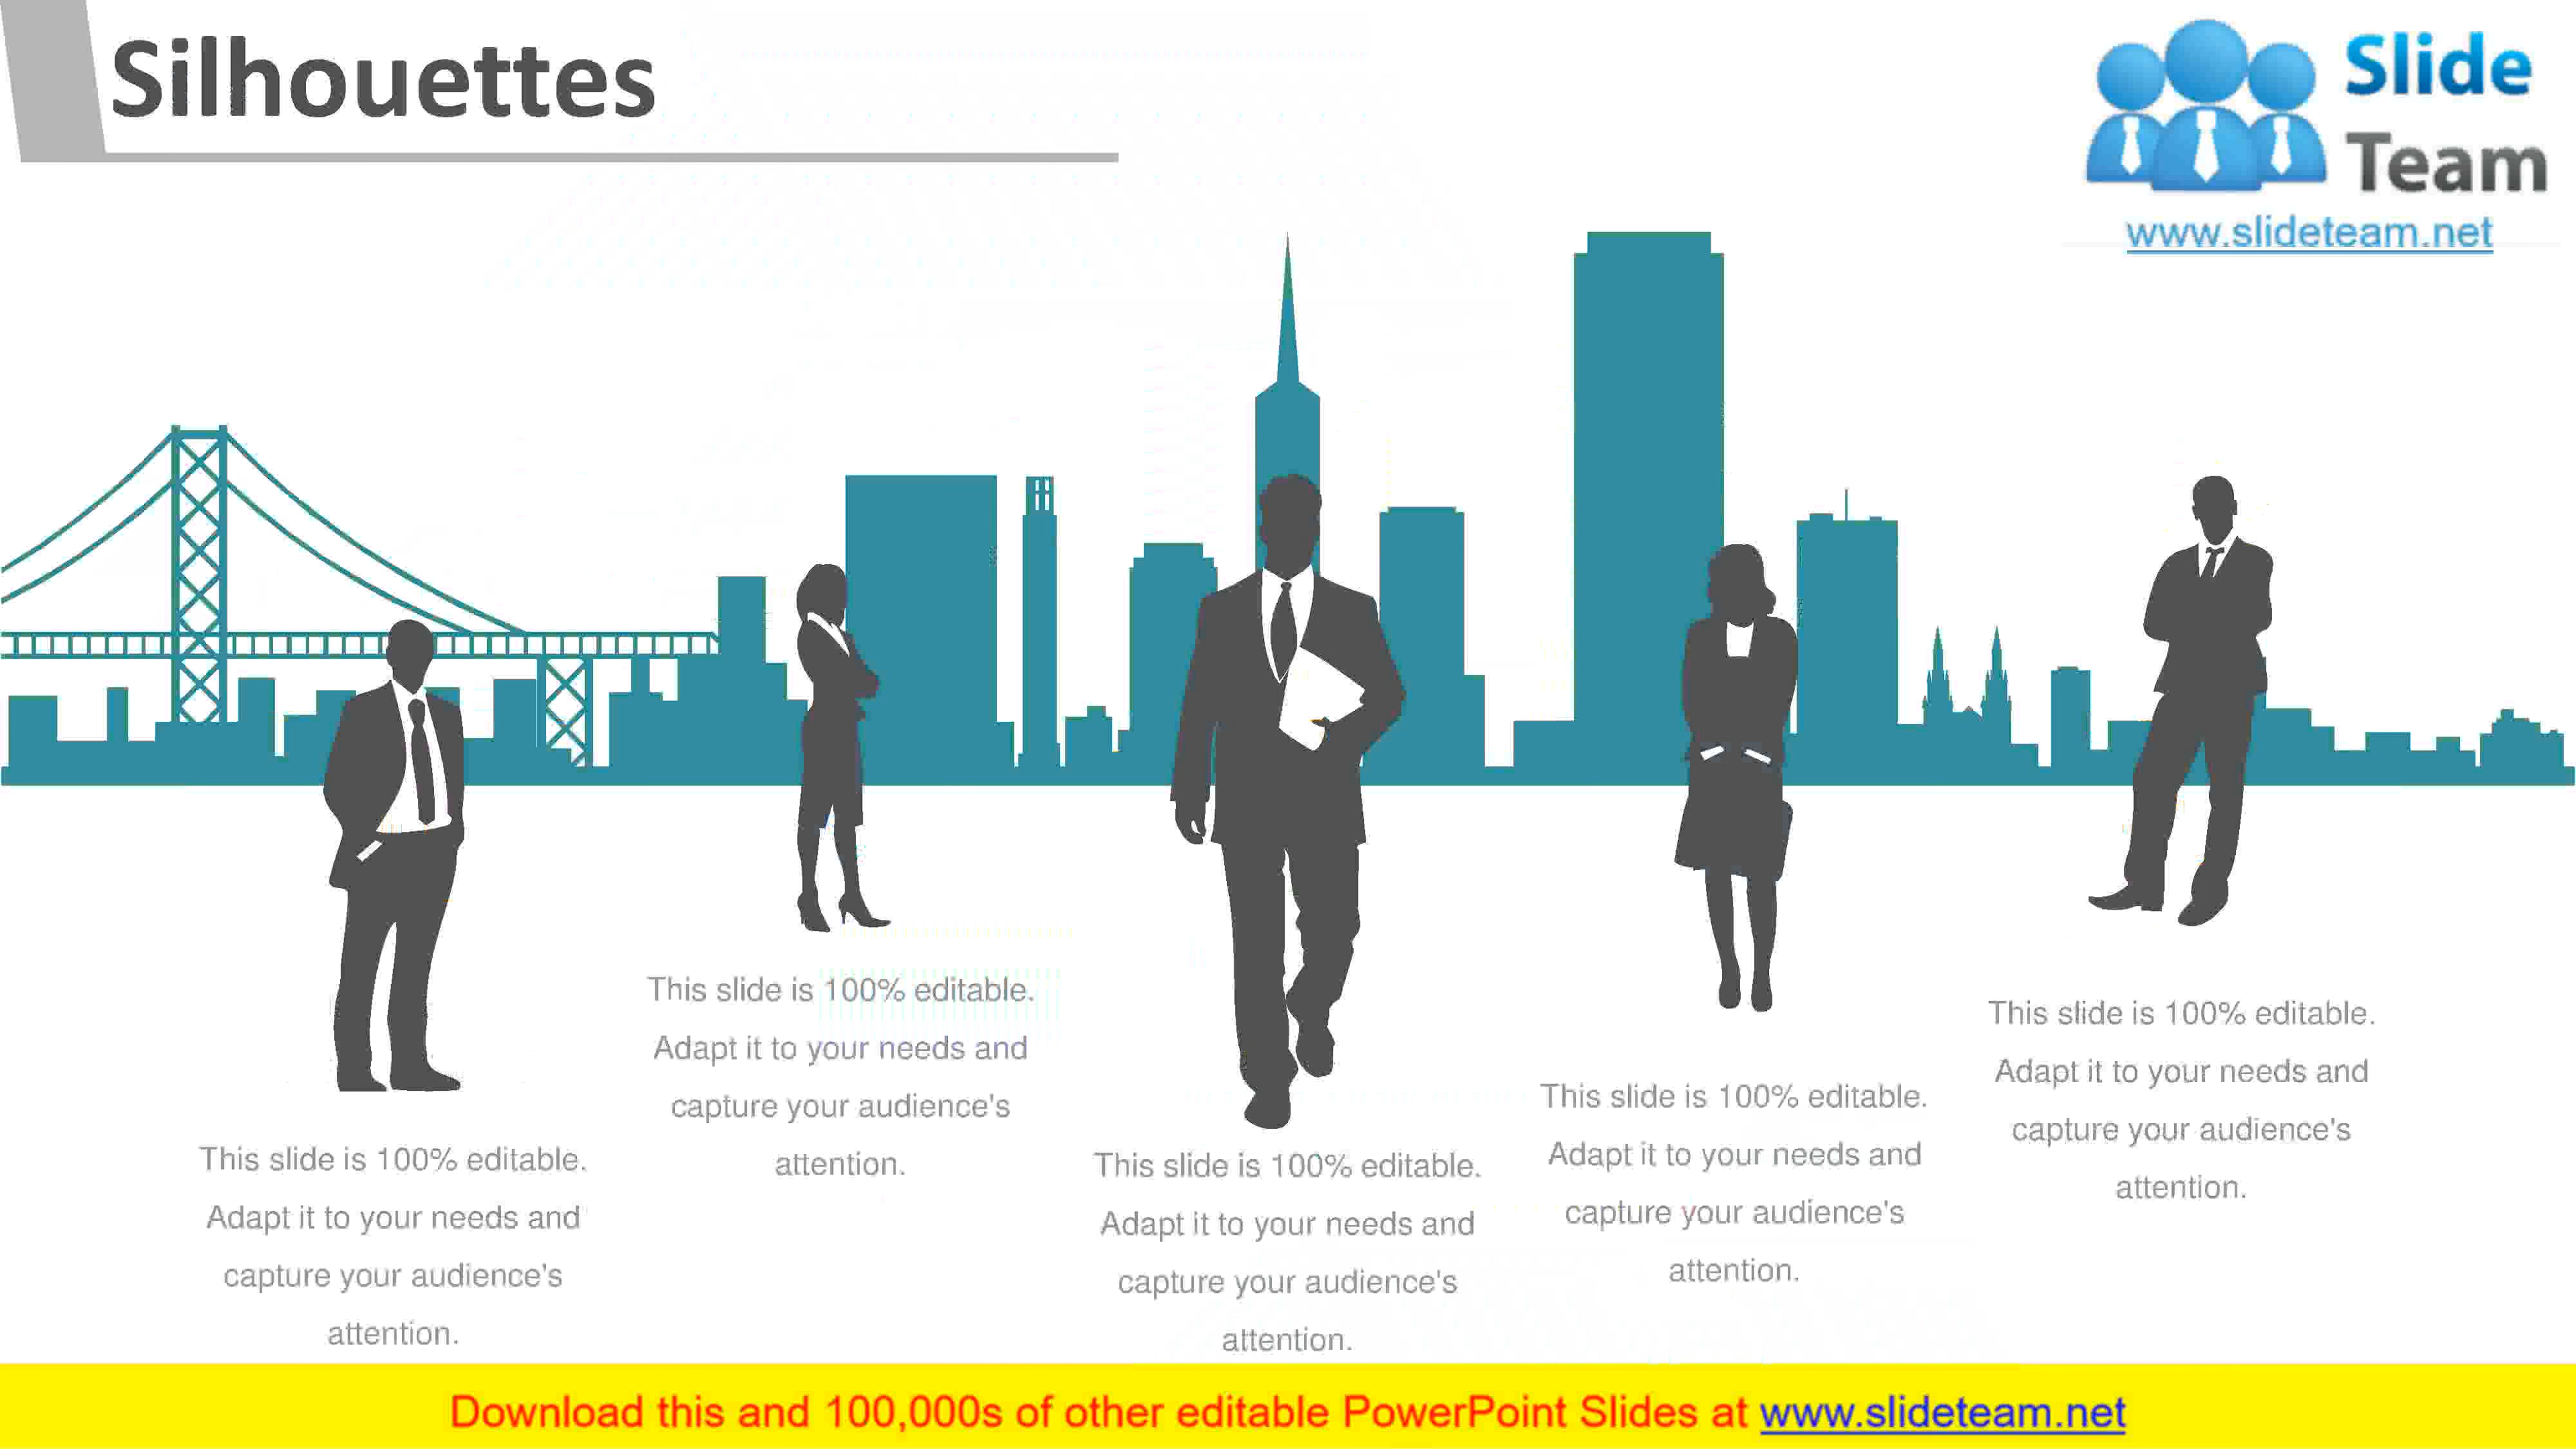 Silhouettes
Slide
Team
www.slideteam.net
This slide is 100% editable.
Adapt it to your needs and
capture your audience's
attention.
This slide is 100% editable.
Adapt it to your needs and
capture your audience's
attention.
This slide is 100% editable.
Adapt it to your needs and
capture your audience's
attention.
This slide is 100% editable.
Adapt it to your needs and
capture your audience's
attention.
This slide is 100% editable.
Adapt it to your needs and
capture your audience's
attention.
Download this and 100,000s of other editable PowerPoint Slides at www.slideteam.net